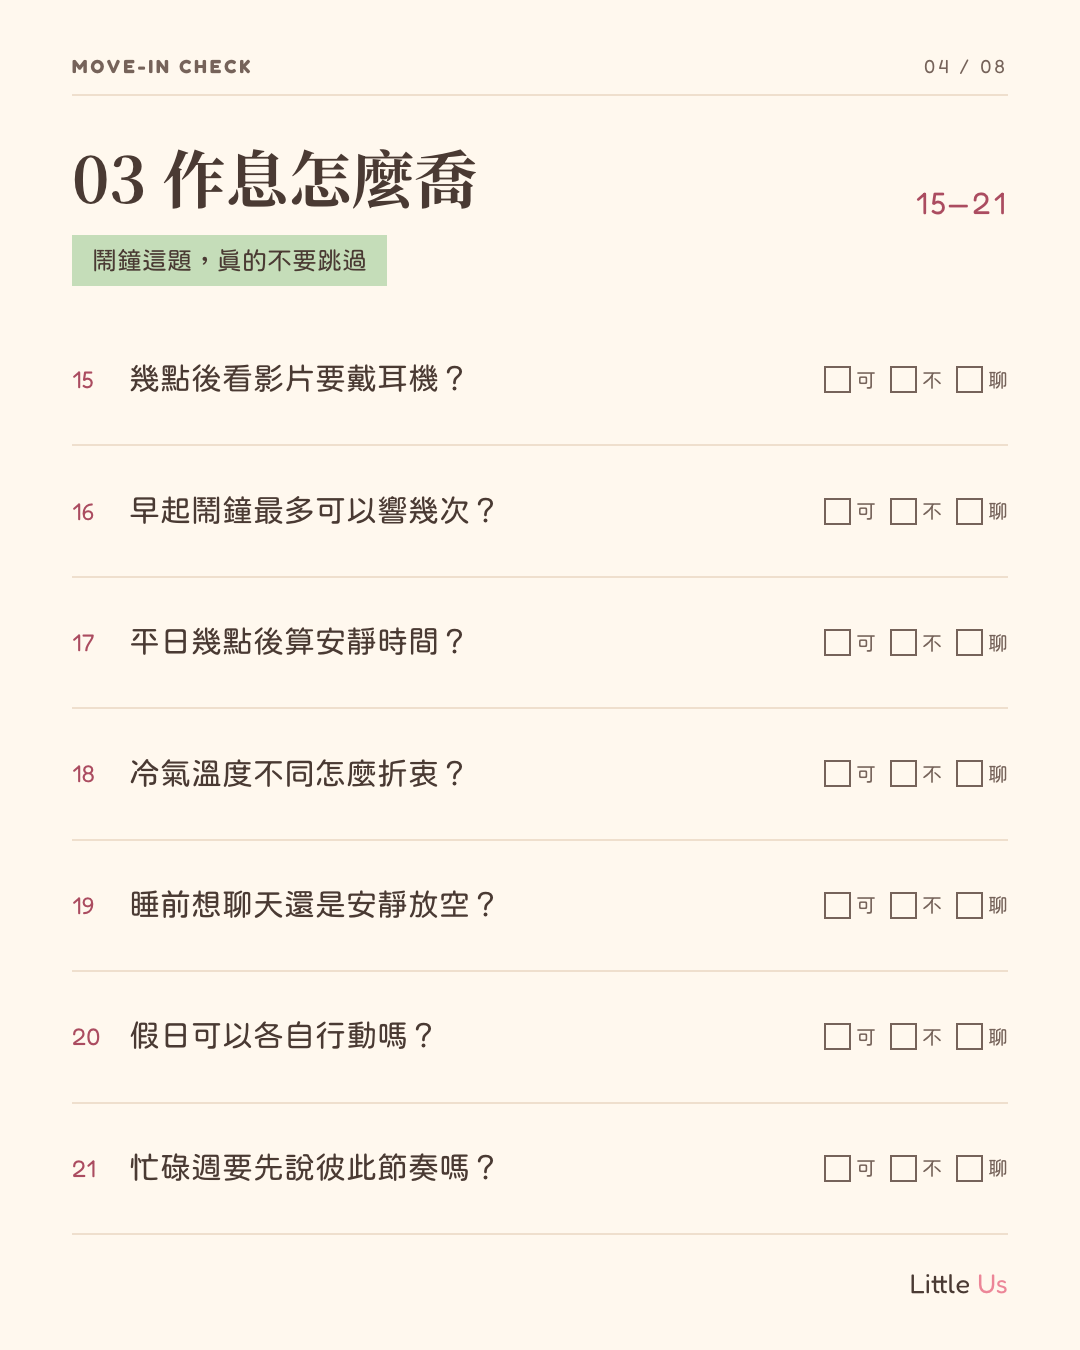 MOVE-IN CHECK 04 / 08
03 作息怎麼喬
15–21
鬧鐘這題，真的不要跳過
15 幾點後看影片要戴耳機？ 可 不 聊
16 早起鬧鐘最多可以響幾次？ 可 不 聊
17 平日幾點後算安靜時間？ 可 不 聊
18 冷氣溫度不同怎麼折衷？ 可 不 聊
19 睡前想聊天還是安靜放空？ 可 不 聊
20 假日可以各自行動嗎？ 可 不 聊
21 忙碌週要先說彼此節奏嗎？ 可 不 聊
Little Us